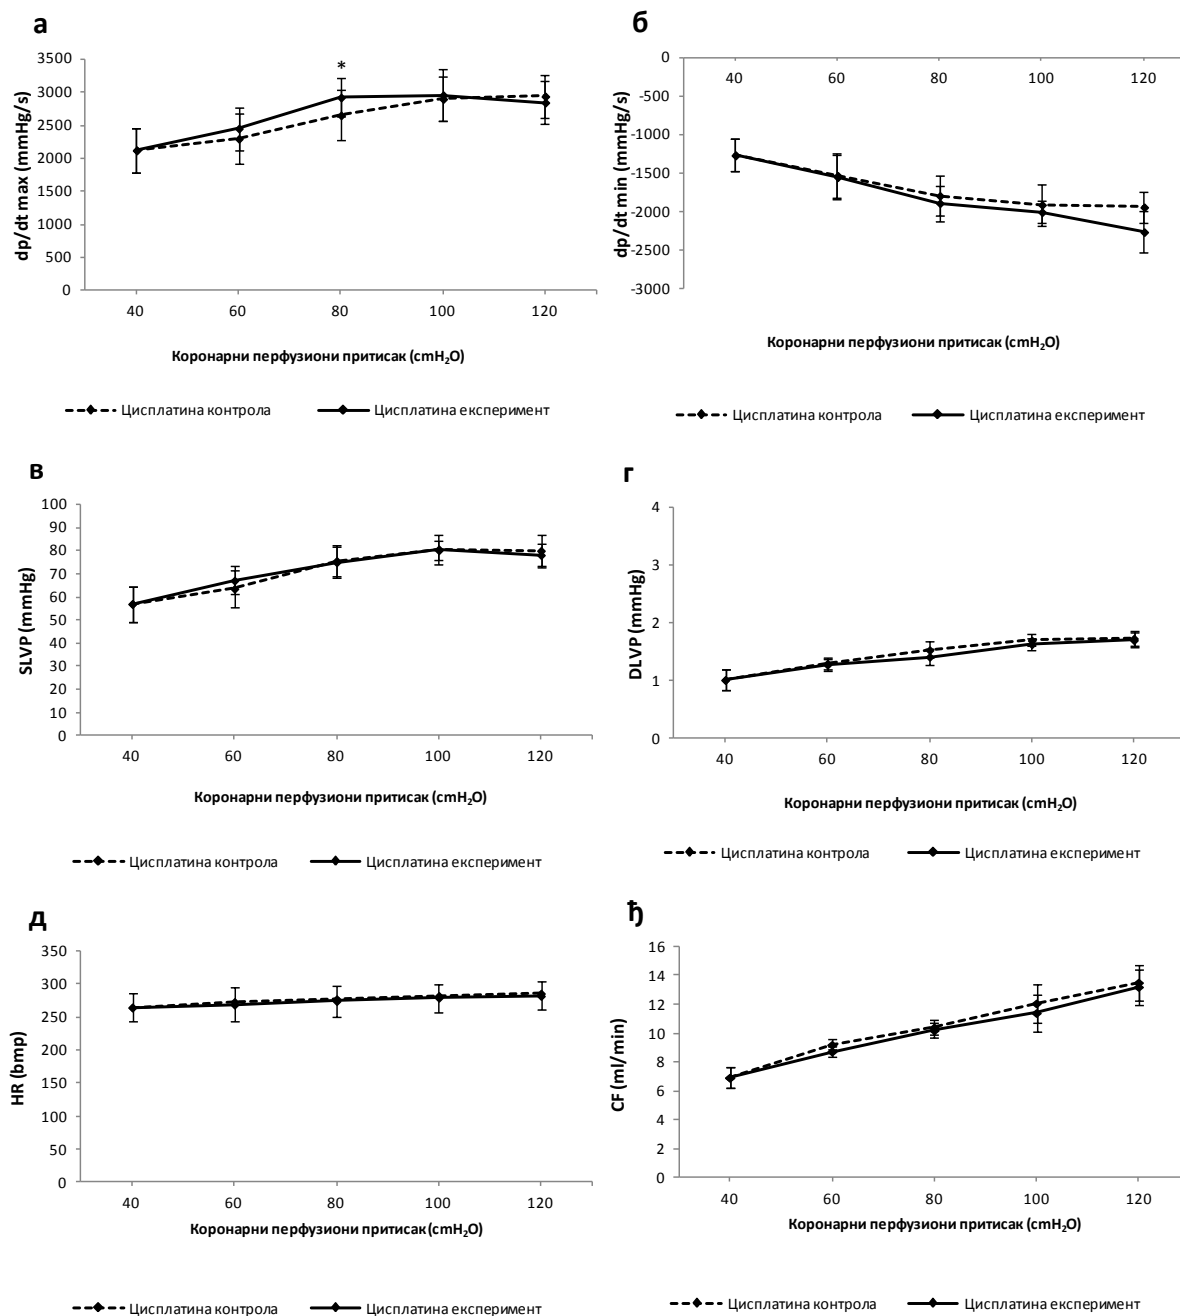 а
dp/dt max (mmHg/s)
3500
3000
2500
2000
1500
1000
500
0
*
40 60 80 100 120
Коронарни перфузиони притисак (cmH₂O)
Цисплатина контрола Цисплатина експеримент
б
dp/dt min (mmHg/s)
0
-500
-1000
-1500
-2000
-2500
-3000
40 60 80 100 120
Коронарни перфузиони притисак (cmH₂O)
Цисплатина контрола Цисплатина експеримент
в
SLVP (mmHg)
100
90
80
70
60
50
40
30
20
10
0
40 60 80 100 120
Коронарни перфузиони притисак (cmH₂O)
Цисплатина контрола Цисплатина експеримент
г
DLVP (mmHg)
4
3
2
1
0
40 60 80 100 120
Коронарни перфузиони притисак (cmH₂O)
Цисплатина контрола Цисплатина експеримент
д
HR (bmp)
350
300
250
200
150
100
50
0
40 60 80 100 120
Коронарни перфузиони притисак (cmH₂O)
Цисплатина контрола Цисплатина експеримент
ђ
CF (ml/min)
16
14
12
10
8
6
4
2
0
40 60 80 100 120
Коронарни перфузиони притисак (cmH₂O)
Цисплатина контрола Цисплатина експеримент